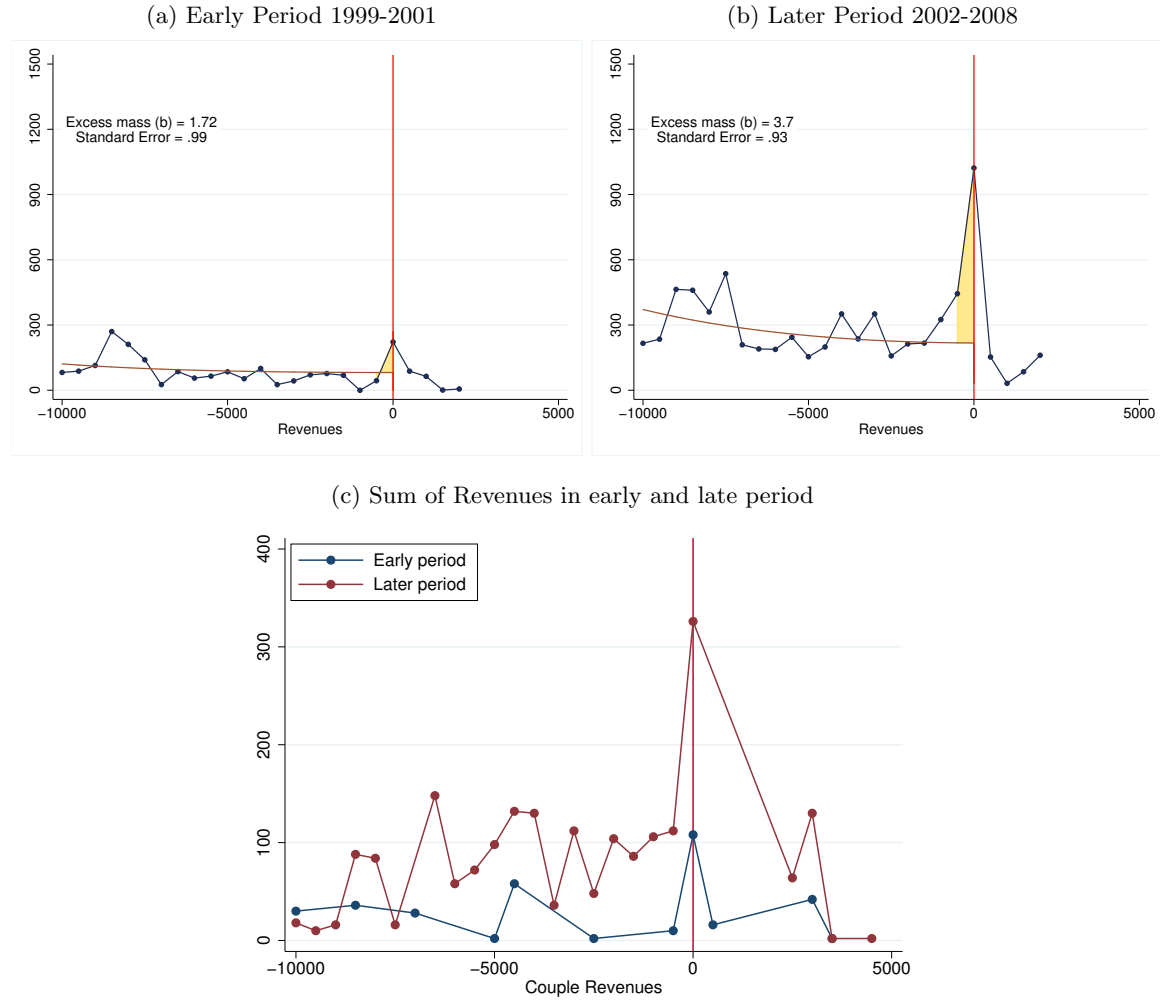 (a) Early Period 1999-2001
1500
1200
900
600
300
0
Excess mass (b) = 1.72
Standard Error = .99
−10000
−5000
0
5000
Revenues
(b) Later Period 2002-2008
1500
1200
900
600
300
0
Excess mass (b) = 3.7
Standard Error = .93
−10000
−5000
0
5000
Revenues
(c) Sum of Revenues in early and late period
400
300
200
100
0
Early period
Later period
−10000
−5000
0
5000
Couple Revenues